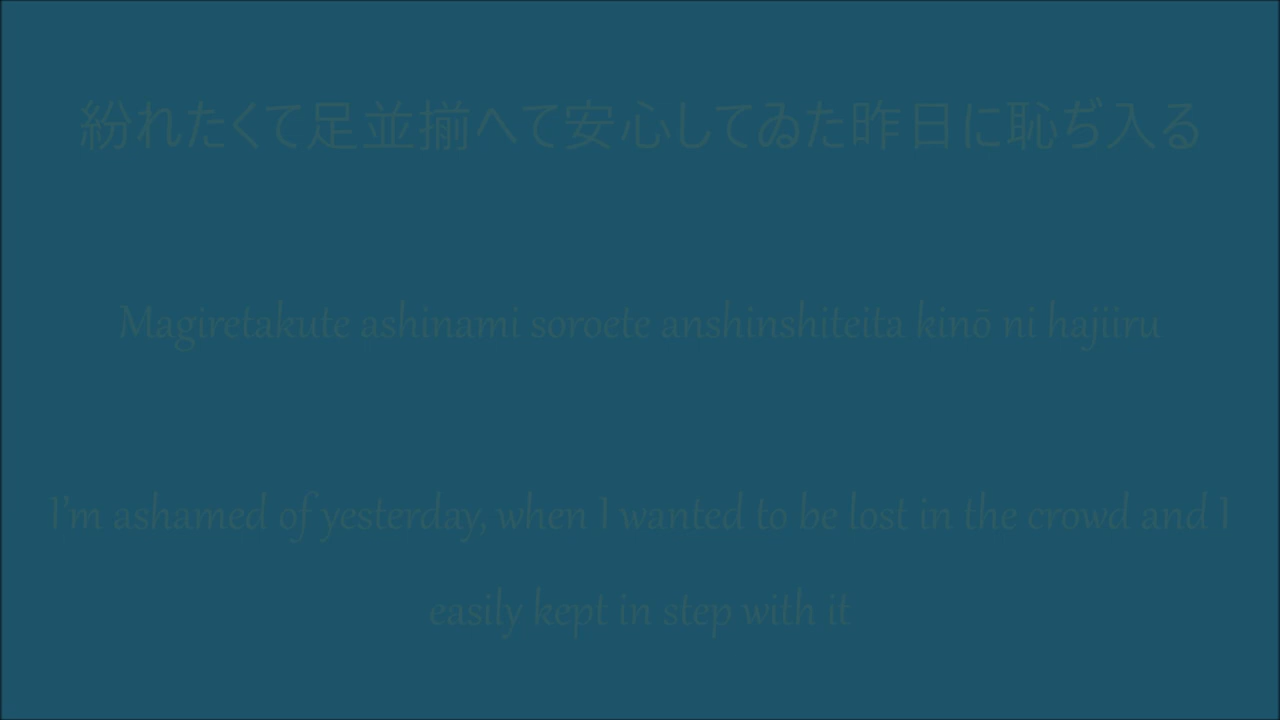 紛れたくて足並揃へて安心してゐた昨日に恥ぢ入る
Magiretakute ashinami soroete anshinshiteita kinō ni hajiiru
I'm ashamed of yesterday, when I wanted to be lost in the crowd and I
easily kept in step with it